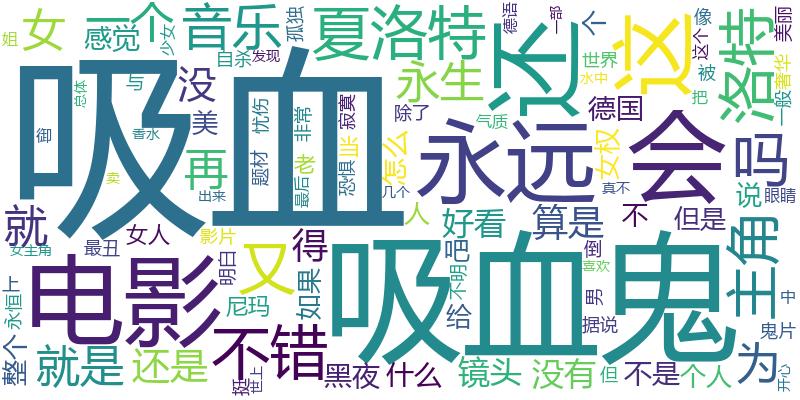 姐
女
一个
感觉
少女
音乐
孤独
夏洛特
德语
一部
还
个
这
像
这个
洛特
美丽
自杀
发现
世界
水中
被
奢华
一般
吸血
没
与
美
总体
永生
除了
德国
把
御
忧伤
非常
寂寞
题材
香水
再
卖
老
最后
恐惧
当
怎么
气质
女权
永远
会
吗
几个
真不
说
眼睛
出来
就
人
好看
算是
不
但是
主角
女人
最丑
女主角
影片
得
吧
倒
喜欢
电影
又
明白
如果
吸血鬼
不明
男
据说
中
上
永恒
尼玛
给
鬼片
整个
不错
为
就是
还是
挺
世上
黑夜
什么
镜头
没有
但
不是
个人
开心